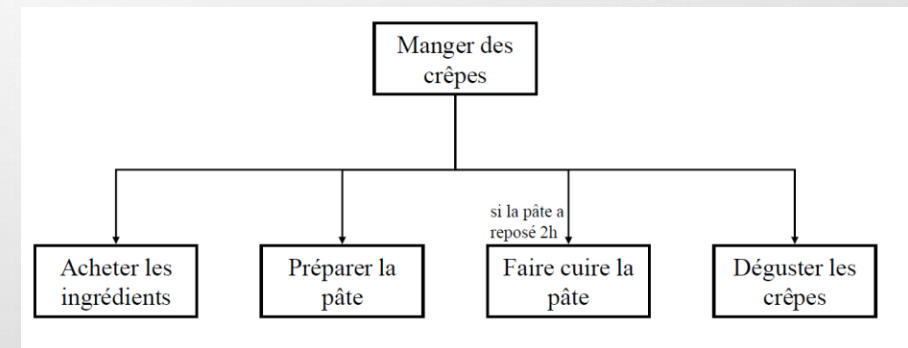 Manger des
crêpes
si la pâte a
reposé 2h
Acheter les
ingrédients
Préparer la
pâte
Faire cuire la
pâte
Déguster les
crêpes